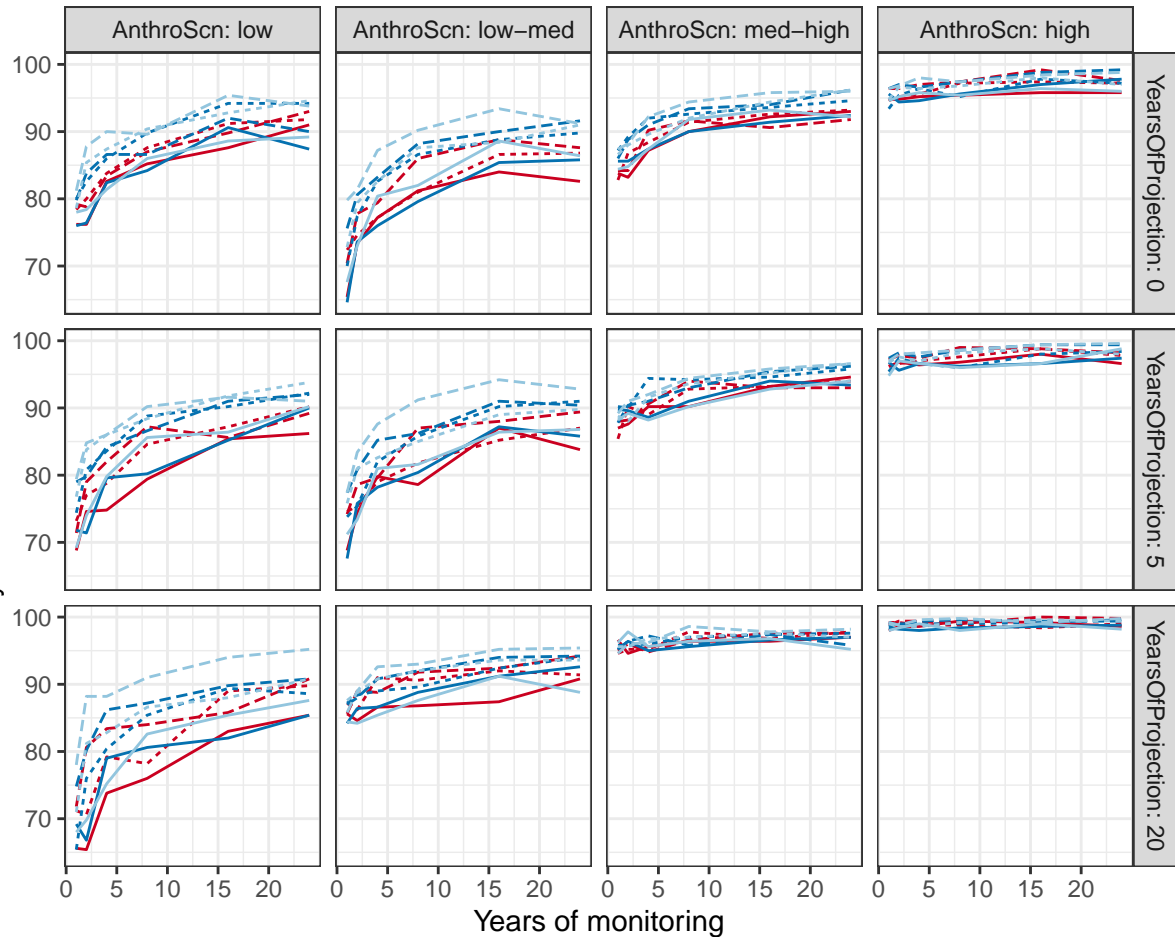 AnthroScn: low AnthroScn: low−med AnthroScn: med−high AnthroScn: high
100
90
80
70
YearsOfProjection: 0
100
90
80
70
YearsOfProjection: 5
100
90
80
70
YearsOfProjection: 20
0 5 10 15 20 0 5 10 15 20 0 5 10 15 20 0 5 10 15 20
Years of monitoring